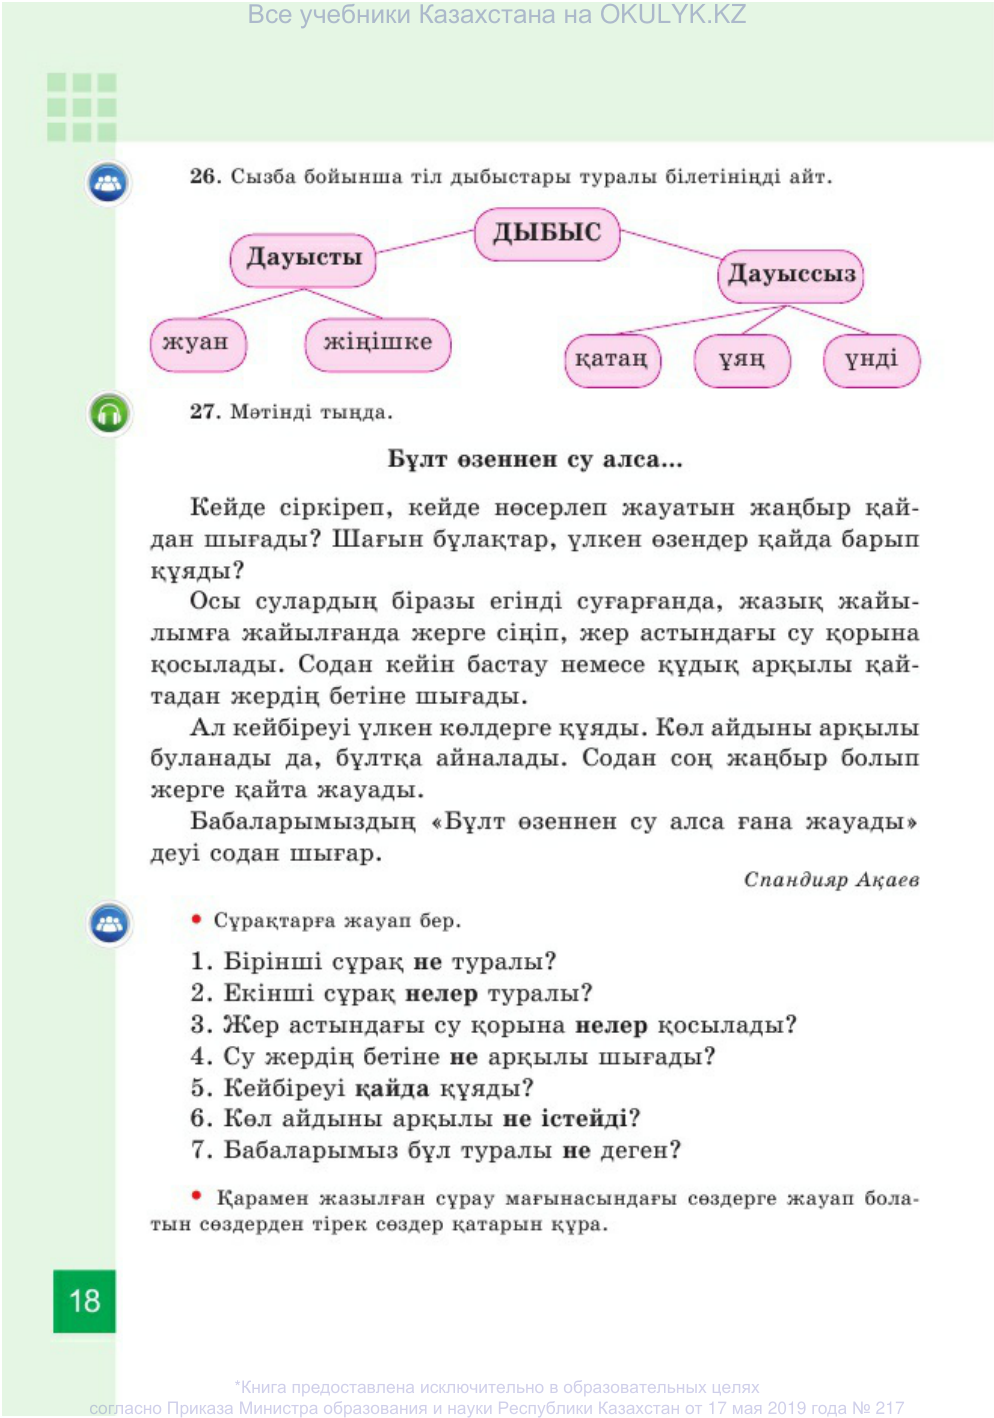 Все учебники Казахстана на OKULYK.KZ
26. Сызба бойынша тіл дыбыстары туралы білетініңді айт.
ДЫБЫС
Дауысты
Дауыссыз
жуан
жіңішке
қатаң
ұяң
үнді
27. Мәтінді тыңда.
Бұлт өзеннен су алса...
Кейде сіркіреп, кейде нөсерлеп жауатын жаңбыр қай-
дан шығады? Шағын бұлақтар, үлкен өзендер қайда барып
құяды?
Осы сулардың біразы егінді суғарғанда, жазық жайы-
лымға жайылғанда жерге сіңіп, жер астындағы су қорына
қосылады. Содан кейін бастау немесе құдық арқылы қай-
тадан жердің бетіне шығады.
Ал кейбіреуі үлкен көлдерге құяды. Көл айдыны арқылы
буланады да, бұлтқа айналады. Содан соң жаңбыр болып
жерге қайта жауады.
Бабаларымыздың «Бұлт өзеннен су алса ғана жауады»
деуі содан шығар.
Спандияр Ақаев
• Сұрақтарға жауап бер.
1. Бірінші сұрақ не туралы?
2. Екінші сұрақ нелер туралы?
3. Жер астындағы су қорына нелер қосылады?
4. Су жердің бетіне не арқылы шығады?
5. Кейбіреуі қайда құяды?
6. Көл айдыны арқылы не істейді?
7. Бабаларымыз бұл туралы не деген?
• Қарамен жазылған сұрау мағынасындағы сөздерге жауап бола-
тын сөздерден тірек сөздер қатарын құра.
18
*Книга предоставлена исключительно в образовательных целях
согласно Приказа Министра образования и науки Республики Казахстан от 17 мая 2019 года № 217